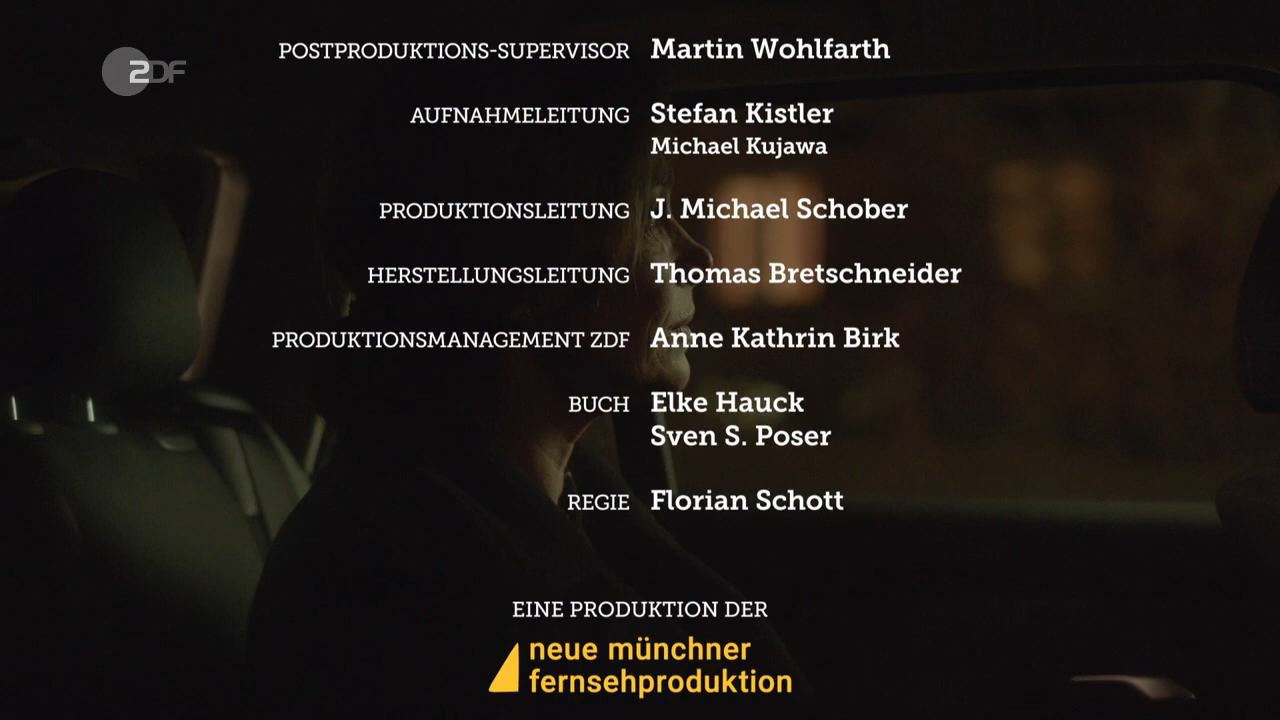 ZDF
POSTPRODUKTIONS-SUPERVISOR Martin Wohlfarth
AUFNAHMELEITUNG Stefan Kistler
Michael Kujawa
PRODUKTIONSLEITUNG J. Michael Schober
HERSTELLUNGSLEITUNG Thomas Bretschneider
PRODUKTIONSMANAGEMENT ZDF Anne Kathrin Birk
BUCH Elke Hauck
Sven S. Poser
REGIE Florian Schott
EINE PRODUKTION DER
neue münchner
fernsehproduktion